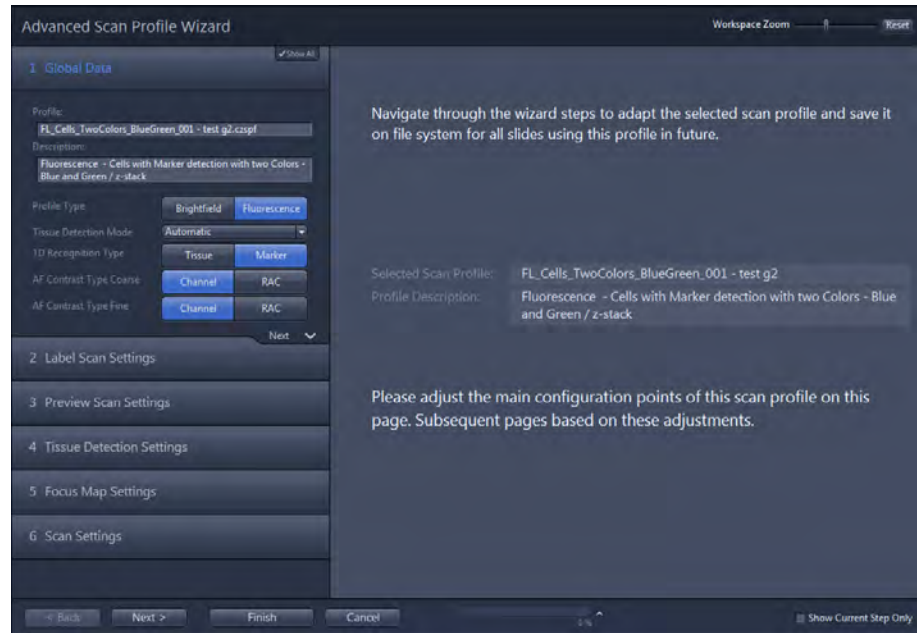 Advanced Scan Profile Wizard
Workspace Zoom
Reset
Show All
1 Global Data
Profile:
FL_Cells_TwoColors_BlueGreen_001 - test g2.czspf
Description:
Fluorescence - Cells with Marker detection with two Colors -
Blue and Green / z-stack
Profile Type
Brightfield Fluorescence
Tissue Detection Mode Automatic
TD Recognition Type Tissue Marker
AF Contrast Type Coarse Channel RAC
AF Contrast Type Fine Channel RAC
Next
2 Label Scan Settings
3 Preview Scan Settings
4 Tissue Detection Settings
5 Focus Map Settings
6 Scan Settings
Navigate through the wizard steps to adapt the selected scan profile and save it
on file system for all slides using this profile in future.
Selected Scan Profile: FL_Cells_TwoColors_BlueGreen_001 - test g2
Profile Description: Fluorescence - Cells with Marker detection with two Colors - Blue
and Green / z-stack
Please adjust the main configuration points of this scan profile on this
page. Subsequent pages based on these adjustments.
< Back Next > Finish Cancel 0 % Show Current Step Only